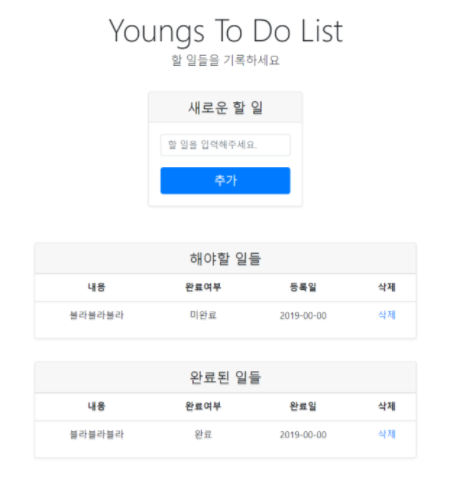 Youngs To Do List
할 일들을 기록하세요
새로운 할 일
할 일을 입력해주세요.
추가
해야할 일들
내용 완료여부 등록일 삭제
블라블라블라 미완료 2019-00-00 삭제
완료된 일들
내용 완료여부 완료일 삭제
블라블라블라 완료 2019-00-00 삭제